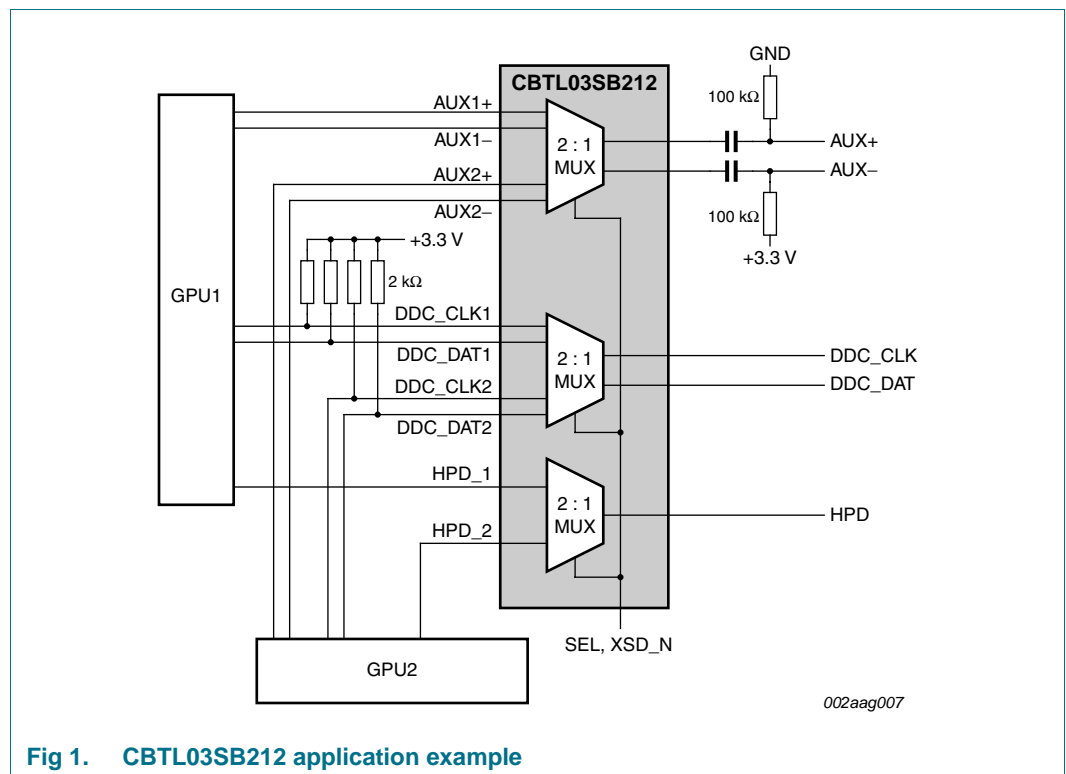 GND
CBTL03SB212
100 kΩ
AUX1+
AUX1−
2 : 1
MUX
AUX+
AUX2+
AUX−
AUX2−
100 kΩ
+3.3 V
+3.3 V
GPU1
2 kΩ
DDC_CLK1
DDC_DAT1
2 : 1
MUX
DDC_CLK
DDC_CLK2
DDC_DAT
DDC_DAT2
HPD_1
2 : 1
MUX
HPD
HPD_2
SEL, XSD_N
GPU2
002aag007
Fig 1. CBTL03SB212 application example